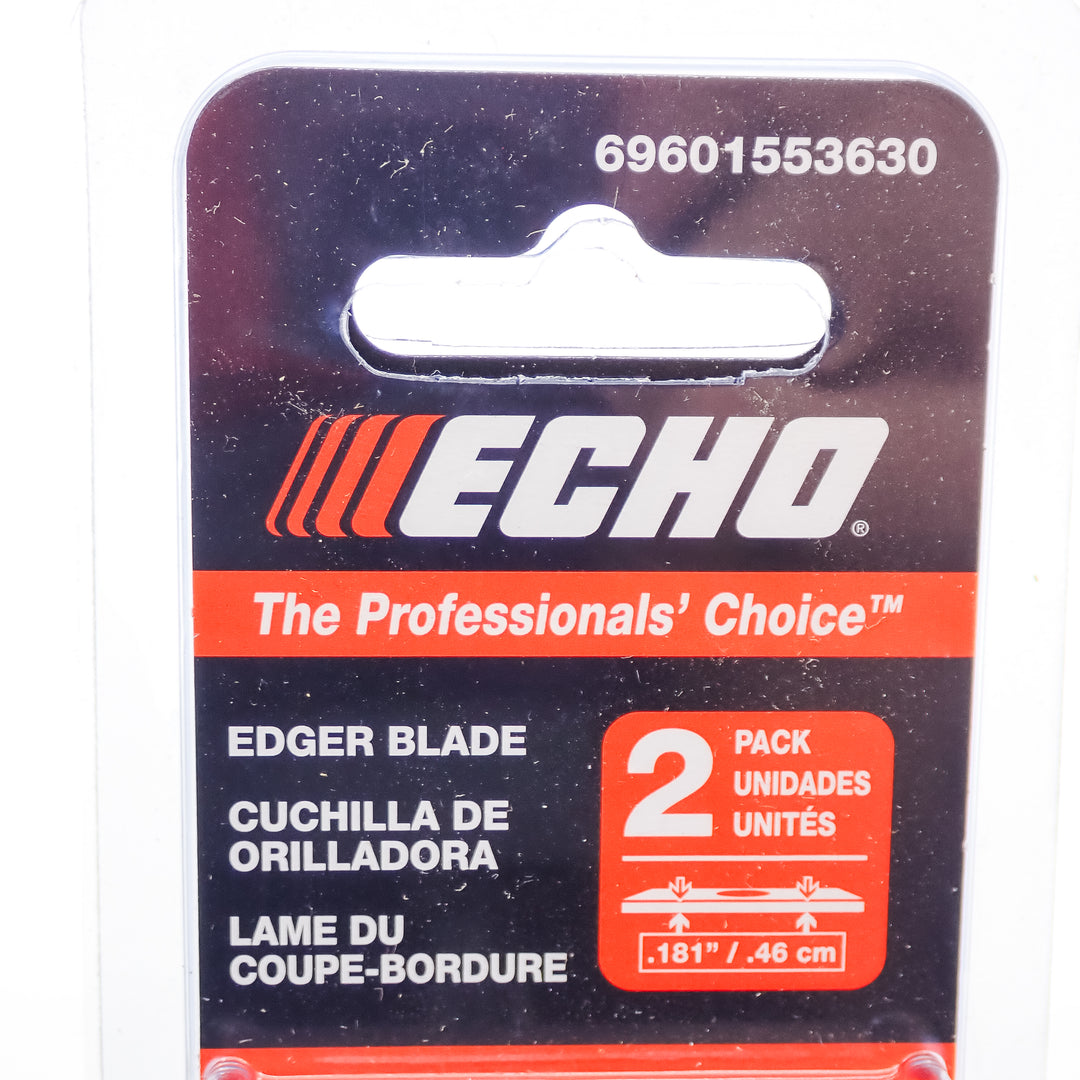 69601553630
ECHO®
The Professionals' Choice™
EDGER BLADE
CUCHILLA DE
ORILLADORA
LAME DU
COUPE-BORDURE
2 PACK
UNIDADES
UNITÉS
.181” / .46 cm